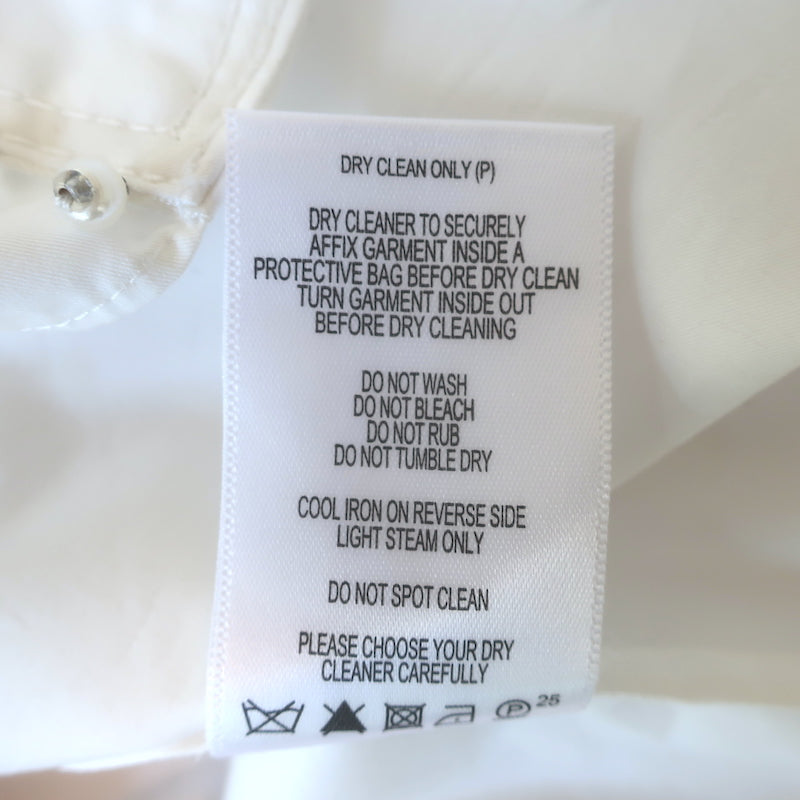 DRY CLEAN ONLY (P)
DRY CLEANER TO SECURELY
AFFIX GARMENT INSIDE A
PROTECTIVE BAG BEFORE DRY CLEAN
TURN GARMENT INSIDE OUT
BEFORE DRY CLEANING
DO NOT WASH
DO NOT BLEACH
DO NOT RUB
DO NOT TUMBLE DRY
COOL IRON ON REVERSE SIDE
LIGHT STEAM ONLY
DO NOT SPOT CLEAN
PLEASE CHOOSE YOUR DRY
CLEANER CAREFULLY
P 25